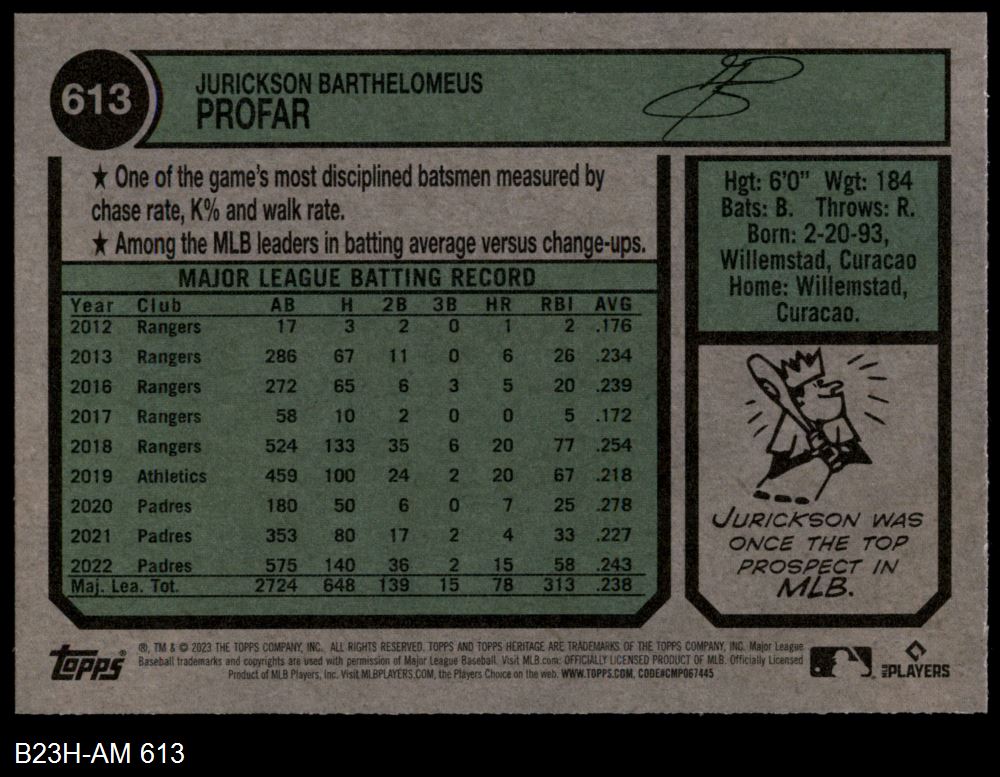 613
JURICKSON BARTHELOMEUS
PROFAR
★ One of the game's most disciplined batsmen measured by
chase rate, K% and walk rate.
★ Among the MLB leaders in batting average versus change-ups.
MAJOR LEAGUE BATTING RECORD
Year Club AB H 2B 3B HR RBI AVG
2012 Rangers 17 3 2 0 1 2 .176
2013 Rangers 286 67 11 0 6 26 .234
2016 Rangers 272 65 6 3 5 20 .239
2017 Rangers 58 10 2 0 0 5 .172
2018 Rangers 524 133 35 6 20 77 .254
2019 Athletics 459 100 24 2 20 67 .218
2020 Padres 180 50 6 0 7 25 .278
2021 Padres 353 80 17 2 4 33 .227
2022 Padres 575 140 36 2 15 58 .243
Maj. Lea. Tot. 2724 648 139 15 78 313 .238
Hgt: 6'0" Wgt: 184
Bats: B. Throws: R.
Born: 2-20-93,
Willemstad, Curacao
Home: Willemstad,
Curacao.
JURICKSON WAS
ONCE THE TOP
PROSPECT IN
MLB.
Topps
®, TM & © 2023 THE TOPPS COMPANY, INC. ALL RIGHTS RESERVED. TOPPS AND TOPPS HERITAGE ARE TRADEMARKS OF THE TOPPS COMPANY, INC. Major League
Baseball trademarks and copyrights are used with permission of Major League Baseball. Visit MLB.com. OFFICIALLY LICENSED PRODUCT OF MLB. Officially Licensed
Product of MLB Players, Inc. Visit MLBPLAYERS.COM, the Players Choice on the web. WWW.TOPPS.COM. CODE#CMP067445
MLB PLAYERS
B23H-AM 613